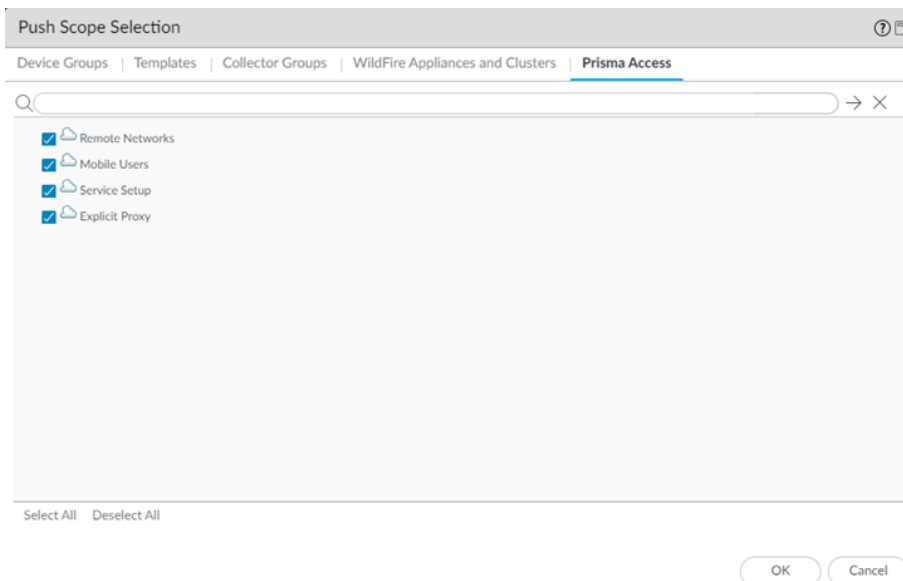 Push Scope Selection
Device Groups | Templates | Collector Groups | WildFire Appliances and Clusters | Prisma Access
Remote Networks
Mobile Users
Service Setup
Explicit Proxy
Select All Deselect All
OK Cancel